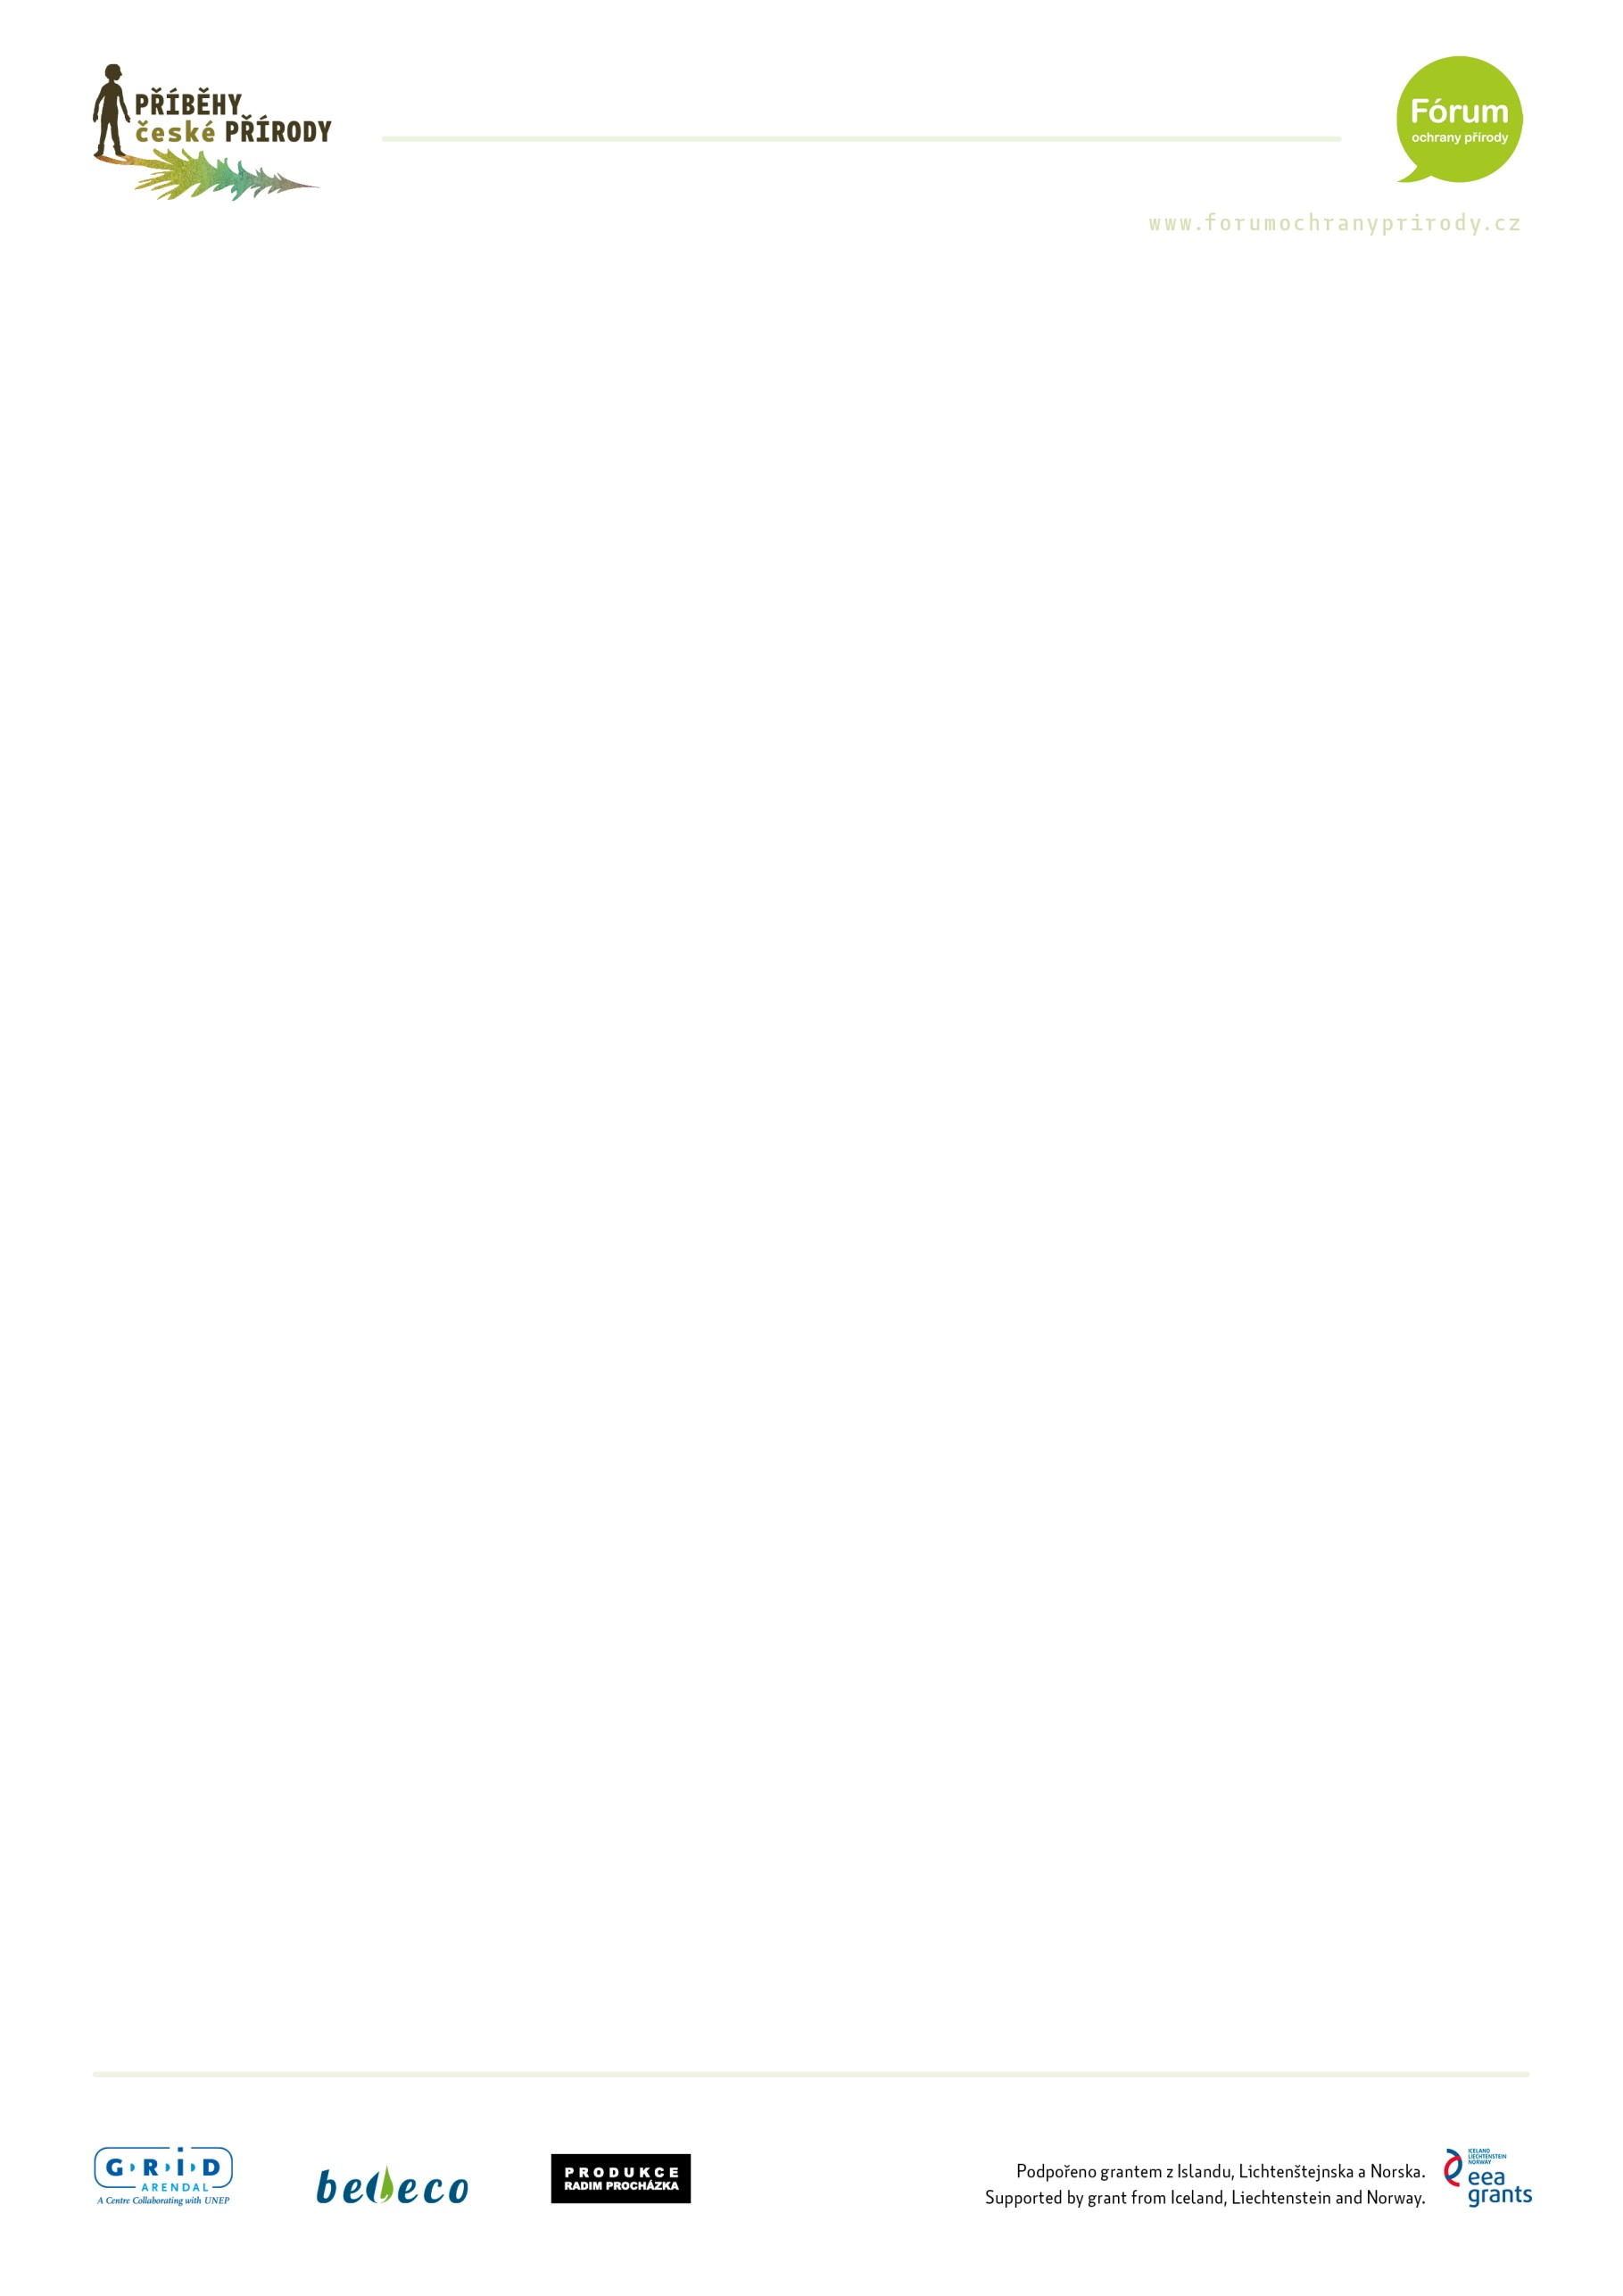 PŘÍBĚHY
české PŘÍRODY
Fórum
ochrany přírody
www.forumochranyprirody.cz
GRiD
ARENDAL
A Centre Collaborating with UNEP
beleco
PRODUKCE
RADIM PROCHÁZKA
Podpořeno grantem z Islandu, Lichtenštejnska a Norska.
Supported by grant from Iceland, Liechtenstein and Norway.
ICELAND
LIECHTENSTEIN
NORWAY
eea
grants